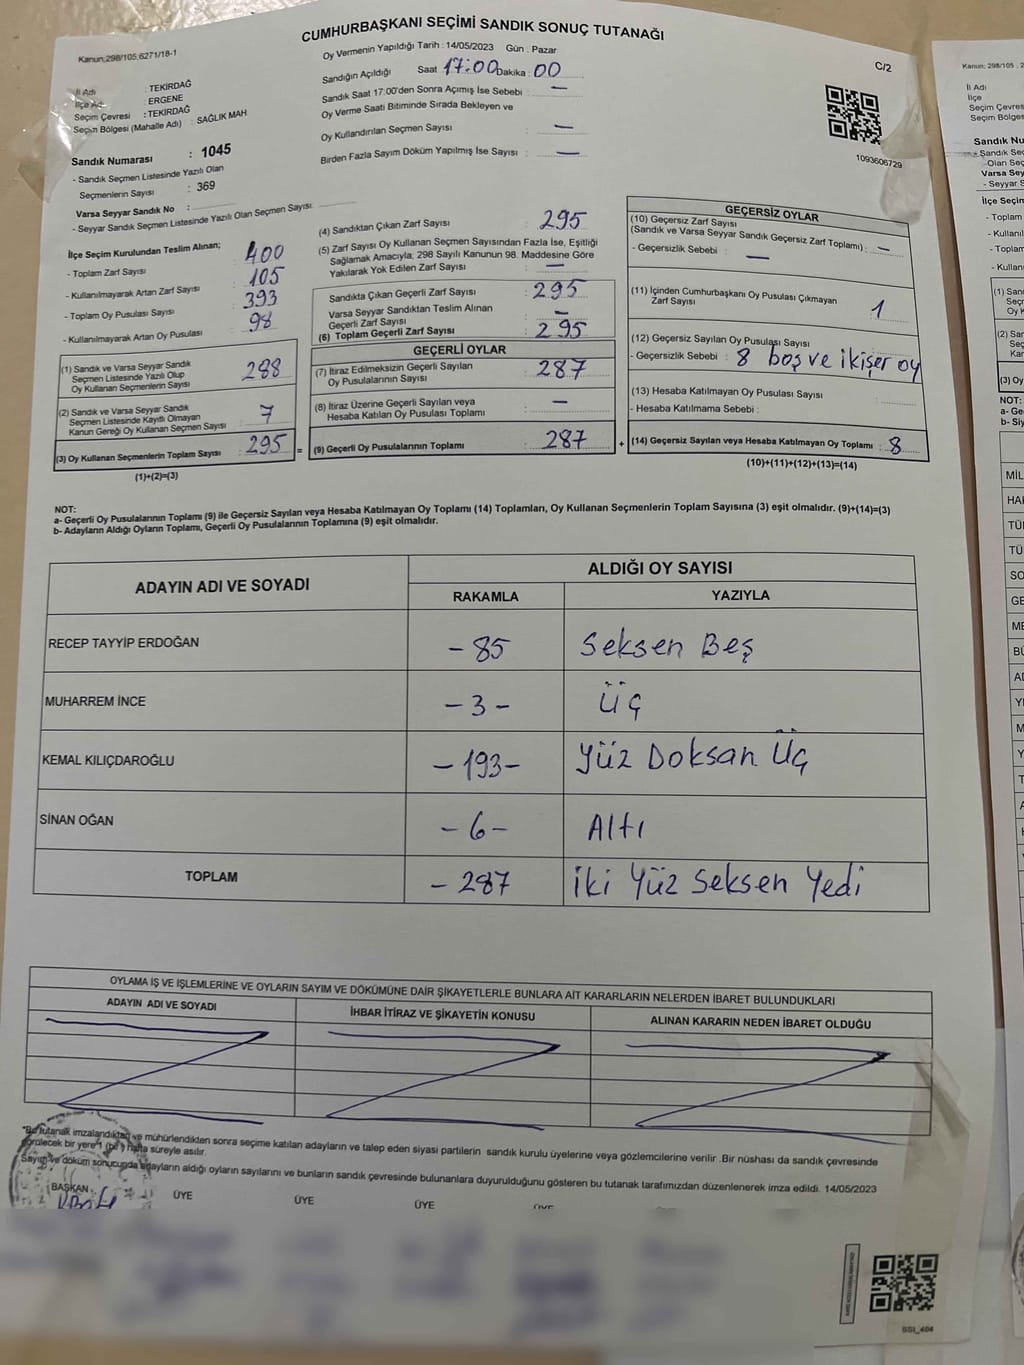 CUMHURBAŞKANI SEÇİMİ SANDIK SONUÇ TUTANAĞI
Kanun;298/105;6271/18-1
Oy Vermenin Yapıldığı Tarih : 14/05/2023 Gün : Pazar
C/2
İl Adı : TEKİRDAĞ
İlçe Adı : ERGENE
Seçim Çevresi : TEKİRDAĞ
Seçim Bölgesi (Mahalle Adı) : SAĞLIK MAH
Sandığın Açıldığı Saat 17:00 Dakika : 00
Sandık Saat 17:00'den Sonra Açmış İse Sebebi : —
Oy Verme Saati Bitiminde Sırada Bekleyen ve
Oy Kullandırılan Seçmen Sayısı : —
Birden Fazla Sayım Döküm Yapılmış İse Sayısı : —
1093606729
Sandık Numarası : 1045
- Sandık Seçmen Listesinde Yazılı Olan
Seçmenlerin Sayısı : 369
Varsa Seyyar Sandık No :
- Seyyar Sandık Seçmen Listesinde Yazılı Olan Seçmen Sayısı:
İlçe Seçim Kurulundan Teslim Alınan;
- Toplam Zarf Sayısı 400
- Kullanılmayarak Artan Zarf Sayısı 105
- Toplam Oy Pusulası Sayısı 393
- Kullanılmayarak Artan Oy Pusulası 98
(1) Sandık ve Varsa Seyyar Sandık
Seçmen Listesinde Yazılı Olup
Oy Kullanan Seçmenlerin Sayısı 288
(2) Sandık ve Varsa Seyyar Sandık
Seçmen Listesinde Kayıtlı Olmayan
Kanun Gereği Oy Kullanan Seçmen Sayısı 7
(3) Oy Kullanan Seçmenlerin Toplam Sayısı : 295 =
(1)+(2)=(3)
(4) Sandıktan Çıkan Zarf Sayısı : 295
(5) Zarf Sayısı Oy Kullanan Seçmen Sayısından Fazla İse, Eşitliği
Sağlamak Amacıyla; 298 Sayılı Kanunun 98. Maddesine Göre
Yakılarak Yok Edilen Zarf Sayısı : —
Sandıkta Çıkan Geçerli Zarf Sayısı : 295
Varsa Seyyar Sandıktan Teslim Alınan
Geçerli Zarf Sayısı : —
(6) Toplam Geçerli Zarf Sayısı : 295
GEÇERLİ OYLAR
(7) İtiraz Edilmeksizin Geçerli Sayılan
Oy Pusulalarının Sayısı : 287
(8) İtiraz Üzerine Geçerli Sayılan veya
Hesaba Katılan Oy Pusulası Toplamı : —
(9) Geçerli Oy Pusulalarının Toplamı : 287 +
GEÇERSİZ OYLAR
(10) Geçersiz Zarf Sayısı
(Sandık ve Varsa Seyyar Sandık Geçersiz Zarf Toplamı) : —
- Geçersizlik Sebebi : —
(11) İçinden Cumhurbaşkanı Oy Pusulası Çıkmayan
Zarf Sayısı 1
(12) Geçersiz Sayılan Oy Pusulası Sayısı
- Geçersizlik Sebebi : 8 boş ve ikişer oy
(13) Hesaba Katılmayan Oy Pusulası Sayısı :
- Hesaba Katılmama Sebebi :
(14) Geçersiz Sayılan veya Hesaba Katılmayan Oy Toplamı : 8
(10)+(11)+(12)+(13)=(14)
NOT:
a- Geçerli Oy Pusulalarının Toplamı (9) ile Geçersiz Sayılan veya Hesaba Katılmayan Oy Toplamı (14) Toplamları, Oy Kullanan Seçmenlerin Toplam Sayısına (3) eşit olmalıdır. (9)+(14)=(3)
b- Adayların Aldığı Oyların Toplamı, Geçerli Oy Pusulalarının Toplamına (9) eşit olmalıdır.
ADAYIN ADI VE SOYADI ALDIĞI OY SAYISI
RAKAMLA YAZIYLA
RECEP TAYYİP ERDOĞAN - 85 Seksen Beş
MUHARREM İNCE - 3 - Üç
KEMAL KILIÇDAROĞLU - 193 - Yüz Doksan Üç
SİNAN OĞAN - 6 - Altı
TOPLAM - 287 İki Yüz Seksen Yedi
OYLAMA İŞ VE İŞLEMLERİNE VE OYLARIN SAYIM VE DÖKÜMÜNE DAİR ŞİKAYETLERLE BUNLARA AİT KARARLARIN NELERDEN İBARET BULUNDUKLARI
ADAYIN ADI VE SOYADI İHBAR İTİRAZ VE ŞİKAYETİN KONUSU ALINAN KARARIN NEDEN İBARET OLDUĞU
*Bu tutanak imzalandıktan ve mühürlendikten sonra seçime katılan adayların ve talep eden siyasi partilerin sandık kurulu üyelerine veya gözlemcilerine verilir .Bir nüshası da sandık çevresinde
görülecek bir yere 1 (bir) hafta süreyle asılır.
Sayım ve döküm sonucunda adayların aldığı oyların sayılarını ve bunların sandık çevresinde bulunanlara duyurulduğunu gösteren bu tutanak tarafımızdan düzenlenerek imza edildi. 14/05/2023
BAŞKAN ÜYE ÜYE ÜYE ÜYE
SSI_404
Kanun; 298/105
İl Adı
İlçe
Seçim Çevres
Seçim Bölges
Sandık Nu